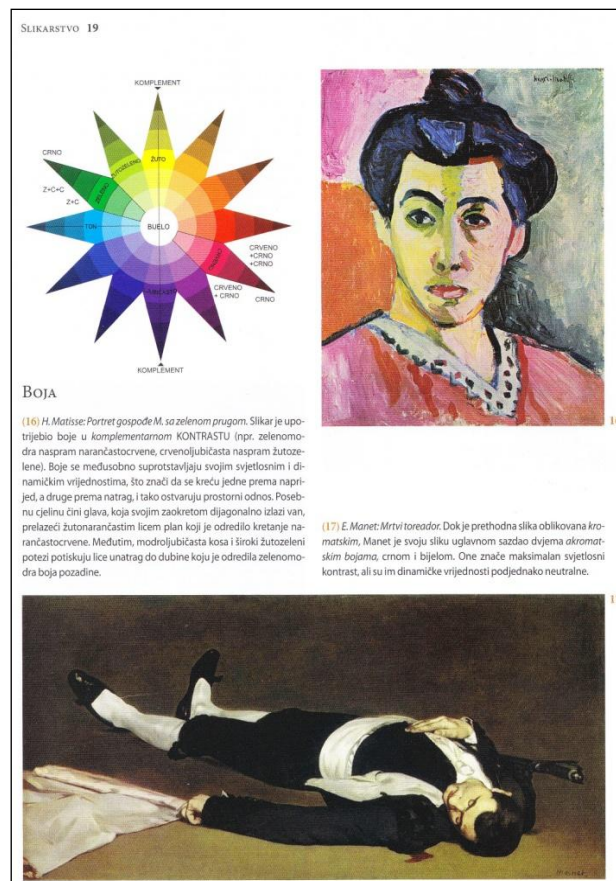 SLIKARSTVO 19
KOMPLEMENT
CRNO
ŽUTOZELENO
ŽUTO
Z+C+C
ZELENO
Z+C
TON
BIJELO
CRVENO
+CRNO
+CRNO
CRVENO
+ CRNO
CRNO
KOMPLEMENT
BOJA
(16) H. Matisse: Portret gospođe M. sa zelenom prugom. Slikar je upo-
trijebio boje u komplementarnom KONTRASTU (npr. zelenomo-
dra naspram narančastocrvene, crvenoljubičasta naspram žutoze-
lene). Boje se međusobno suprotstavljaju svojim svjetlosnim i di-
namičkim vrijednostima, što znači da se kreću jedne prema napri-
jed, a druge prema natrag, i tako ostvaruju prostorni odnos. Poseb-
nu cjelinu čini glava, koja svojim zaokretom dijagonalno izlazi van,
prelazeći žutonarančastim licem plan koji je odredilo kretanje na-
rančastocrvene. Međutim, modroljubičasta kosa i široki žutozeleni
potezi potiskuju lice unatrag do dubine koju je odredila zelenomo-
dra boja pozadine.
(17) E. Manet: Mrtvi toreador. Dok je prethodna slika oblikovana kro-
matskim, Manet je svoju sliku uglavnom sazdao dvjema akromat-
skim bojama, crnom i bijelom. One znače maksimalan svjetlosni
kontrast, ali su im dinamičke vrijednosti podjednako neutralne.